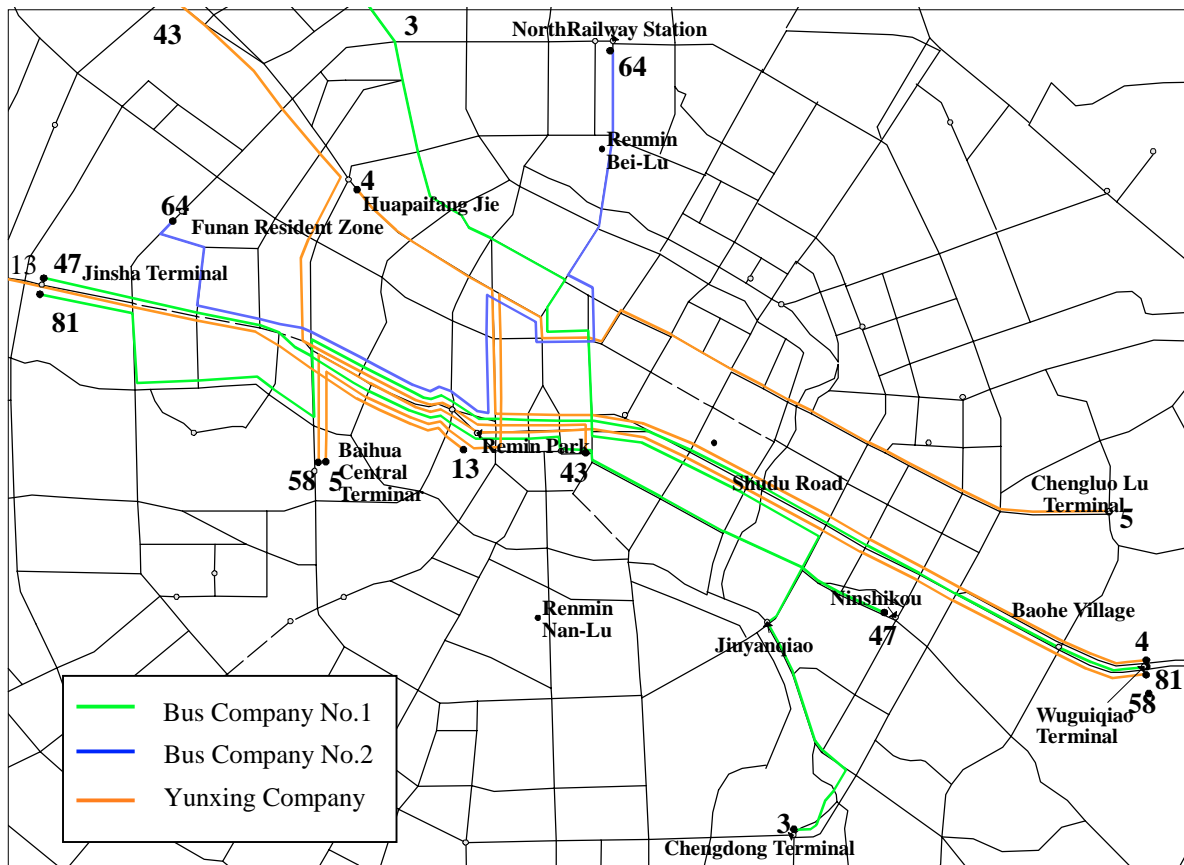 43
3
NorthRailway Station
64
Renmin
Bei-Lu
4
Huapaifang Jie
64
Funan Resident Zone
13
47
Jinsha Terminal
81
Remin Park
13
43
58
5
Baihua
Central
Terminar
Shudu Road
Chengluo Lu
Terminal
5
Ninshikou
47
Baohe Village
Renmin
Nan-Lu
Jiuyanqiao
4
81
58
Wuguiqiao
Terminal
3
Chengdong Terminal
Bus Company No.1
Bus Company No.2
Yunxing Company